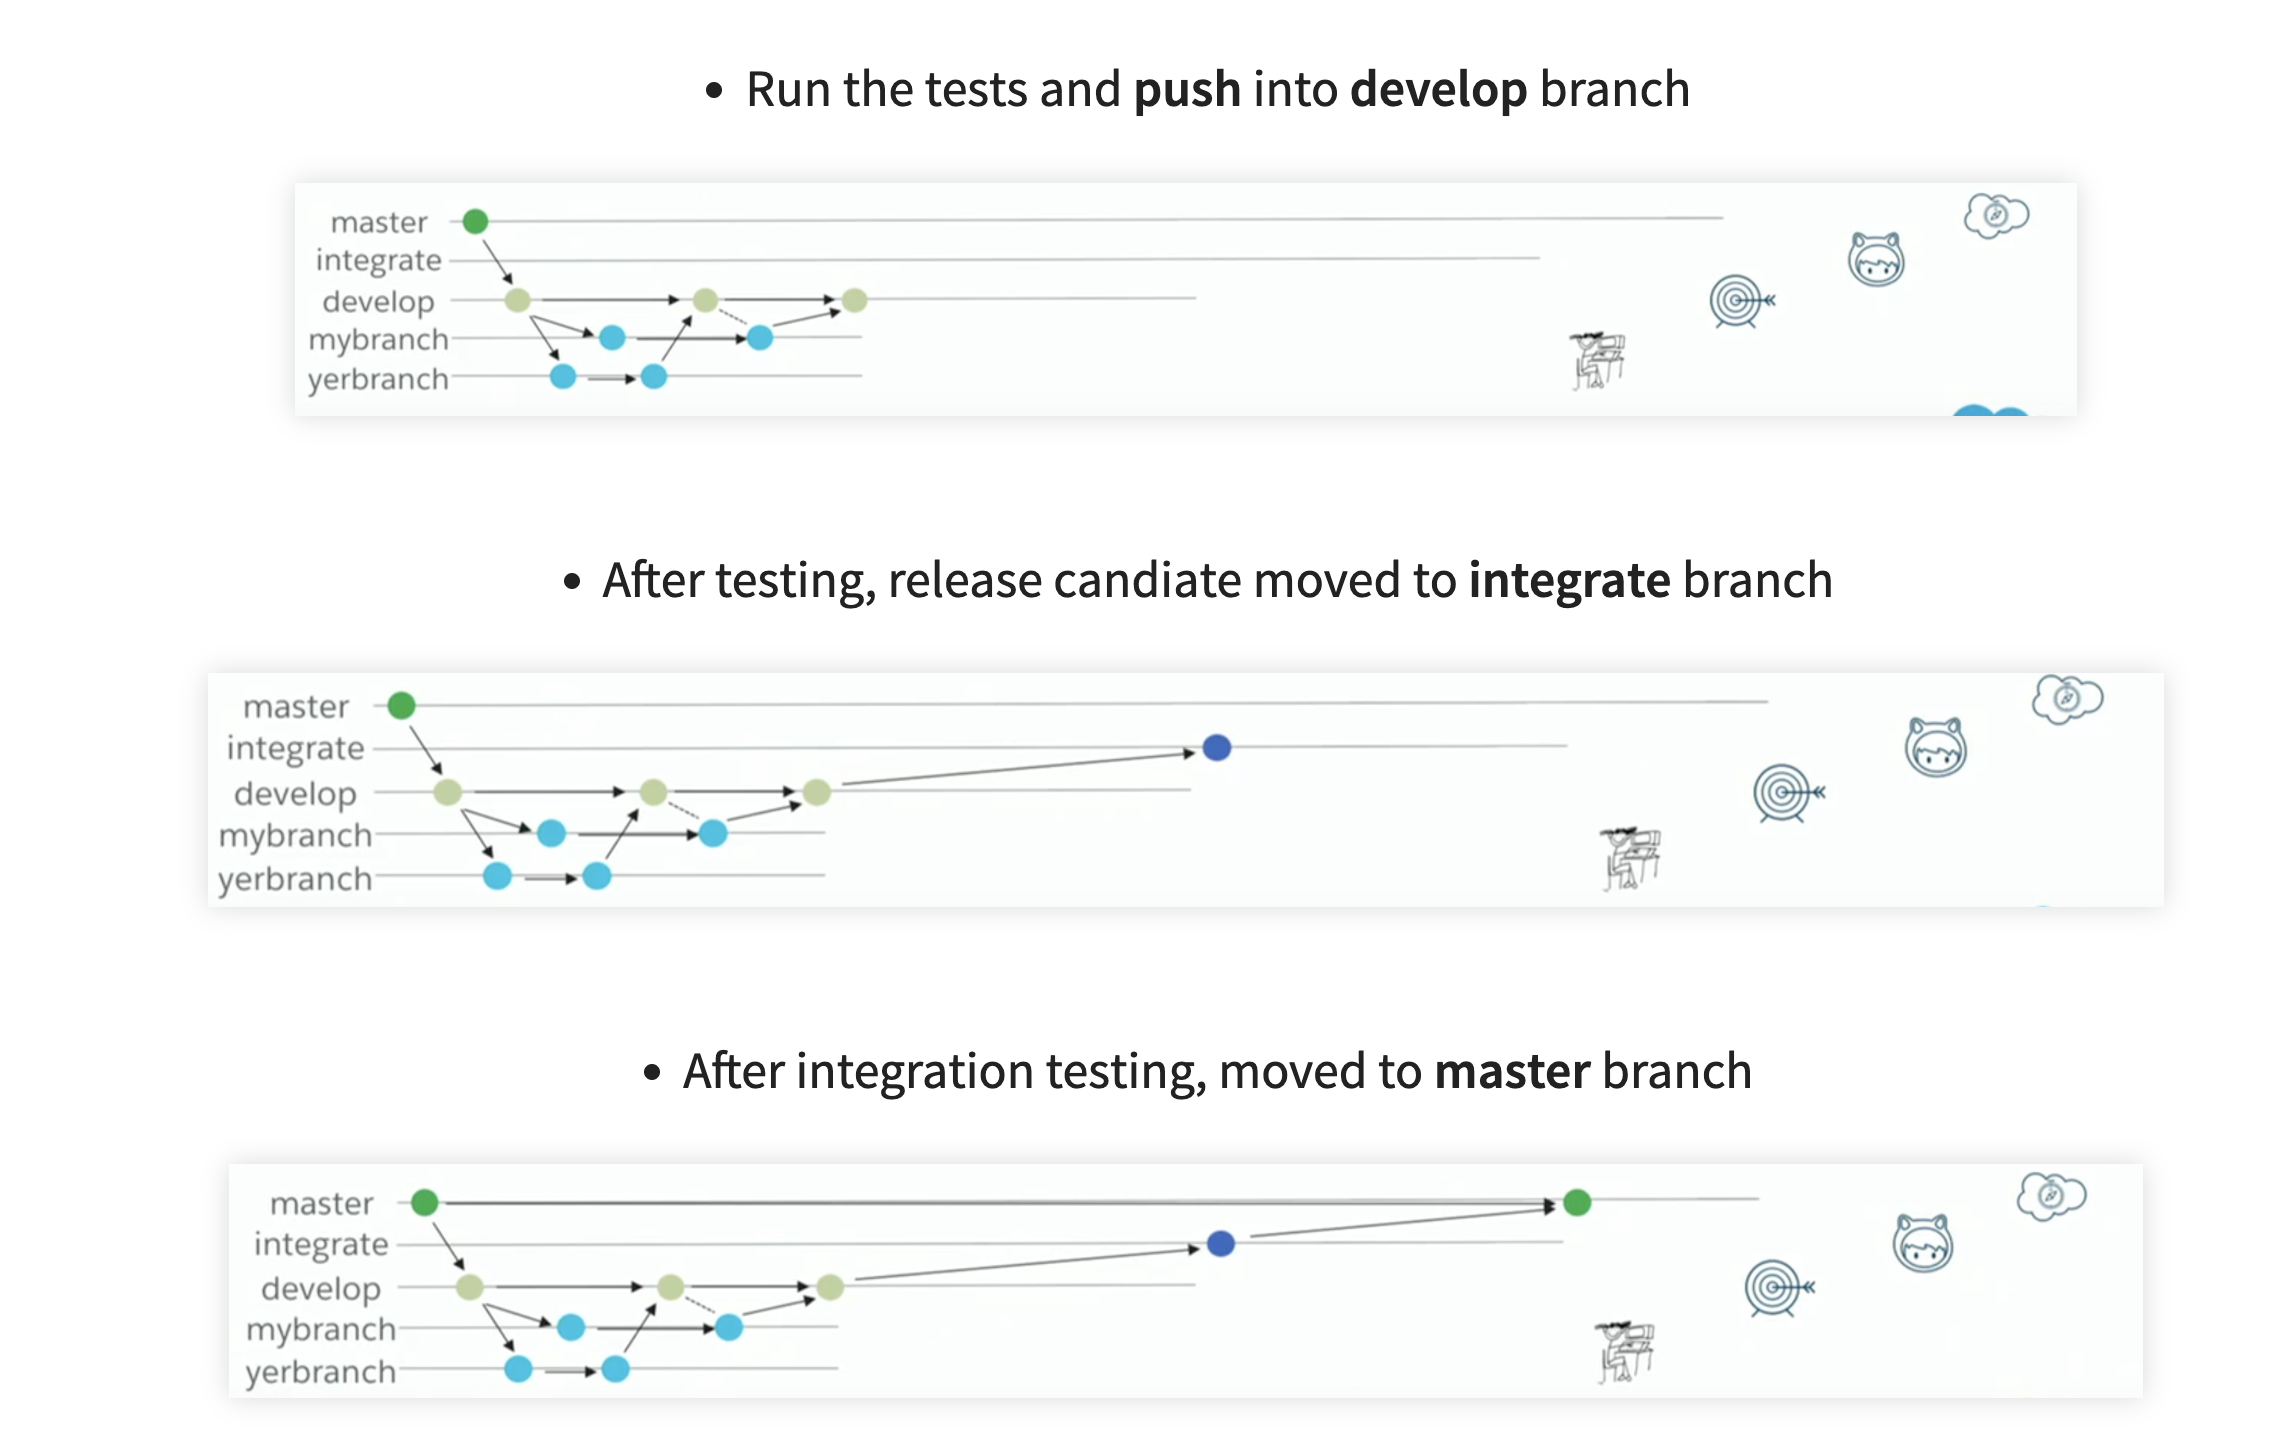 • Run the tests and push into develop branch
master
integrate
develop
mybranch
yerbranch
• After testing, release candiate moved to integrate branch
master
integrate
develop
mybranch
yerbranch
• After integration testing, moved to master branch
master
integrate
develop
mybranch
yerbranch